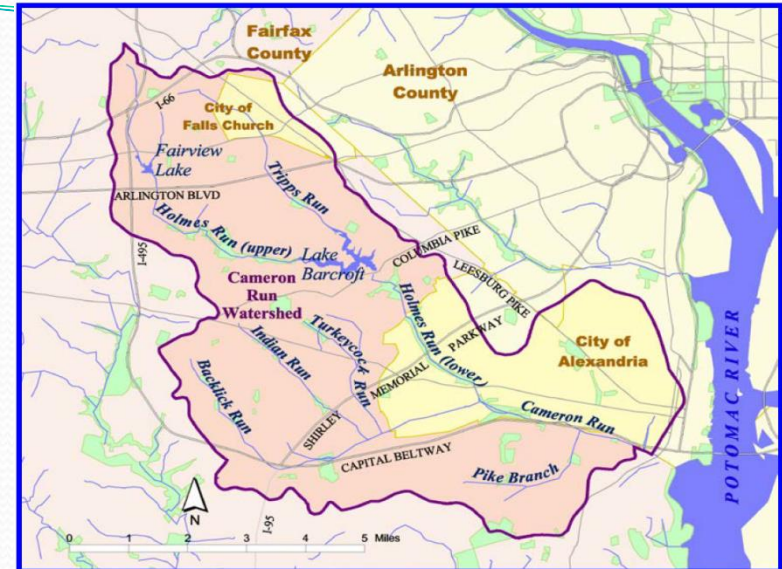 Fairfax
County
Arlington
County
I-66
City of
Falls Church
Fairview
Lake
Tripps Run
ARLINGTON BLVD
Holmes Run (upper)
Lake
Barcroft
COLUMBIA PIKE
LEESBURG PIKE
I-495
Cameron
Run
Watershed
Holmes Run (lower)
Turkeycock
Run
Indian Run
Backlick Run
SHIRLEY MEMORIAL PARKWAY
City of
Alexandria
Cameron Run
CAPITAL BELTWAY
Pike Branch
POTOMAC RIVER
N
I-95
0 1 2 3 4 5 Miles